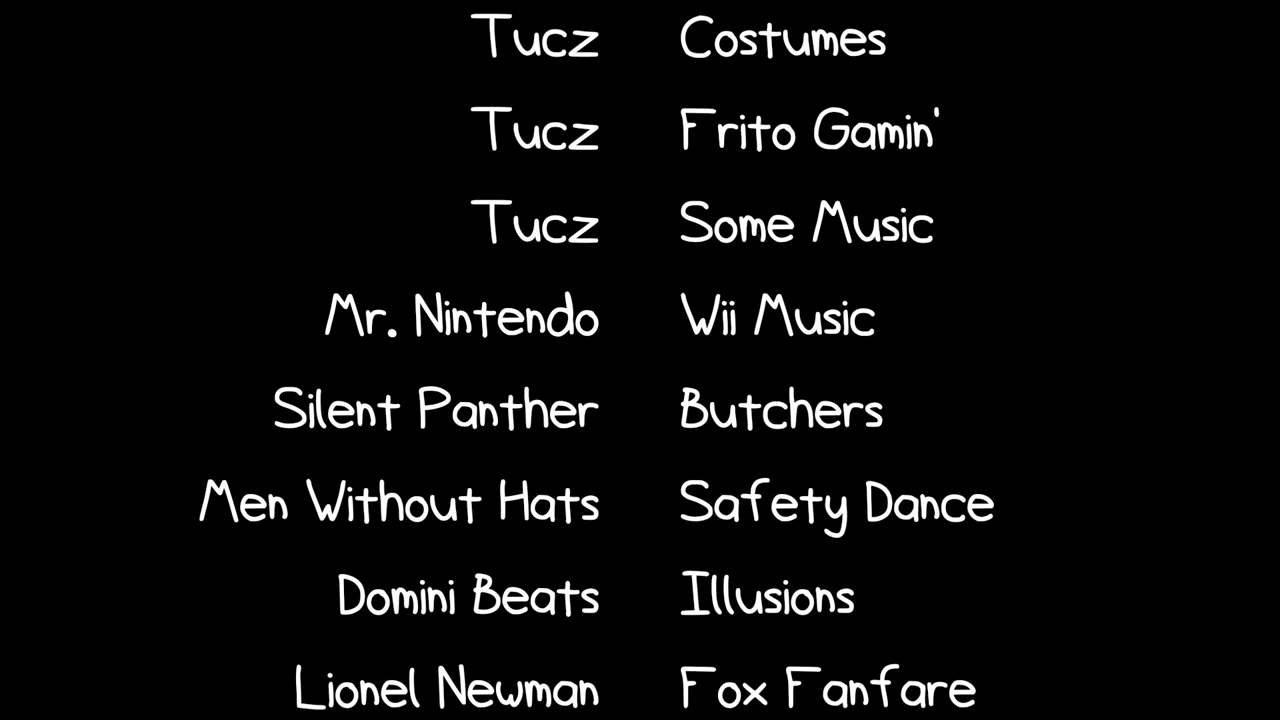 Tucz Costumes
Tucz Frito Gamin'
Tucz Some Music
Mr. Nintendo Wii Music
Silent Panther Butchers
Men Without Hats Safety Dance
Domini Beats Illusions
Lionel Newman Fox Fanfare